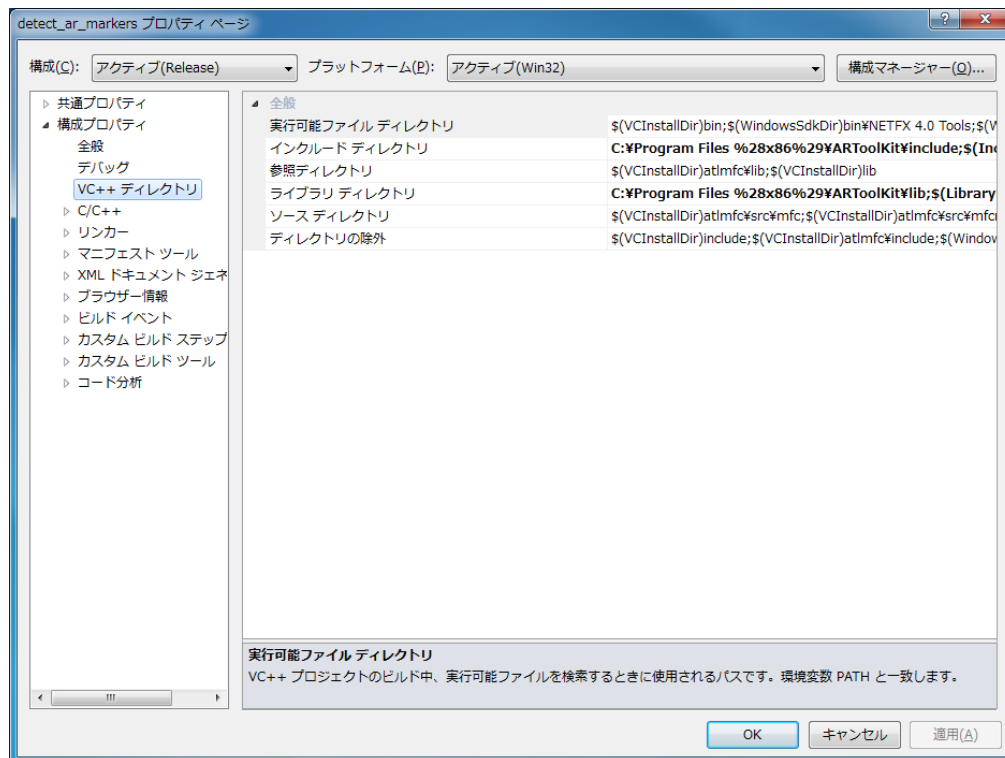 detect_ar_markers プロパティ ページ
構成(C): アクティブ(Release) プラットフォーム(P): アクティブ(Win32) 構成マネージャー(O)...
共通プロパティ
構成プロパティ
全般
デバッグ
VC++ ディレクトリ
C/C++
リンカー
マニフェスト ツール
XML ドキュメント ジェネ
ブラウザー情報
ビルド イベント
カスタム ビルド ステップ
カスタム ビルド ツール
コード分析
全般
実行可能ファイル ディレクトリ $(VCInstallDir)bin;$(WindowsSdkDir)bin¥NETFX 4.0 Tools;$(W
インクルード ディレクトリ C:¥Program Files %28x86%29¥ARToolKit¥include;$(Inc
参照ディレクトリ $(VCInstallDir)atlmfc¥lib;$(VCInstallDir)lib
ライブラリ ディレクトリ C:¥Program Files %28x86%29¥ARToolKit¥lib;$(Library
ソース ディレクトリ $(VCInstallDir)atlmfc¥src¥mfc;$(VCInstallDir)atlmfc¥src¥mfc
ディレクトリの除外 $(VCInstallDir)include;$(VCInstallDir)atlmfc¥include;$(Window
実行可能ファイル ディレクトリ
VC++ プロジェクトのビルド中、実行可能ファイルを検索するときに使用されるパスです。環境変数 PATH と一致します。
OK キャンセル 適用(A)